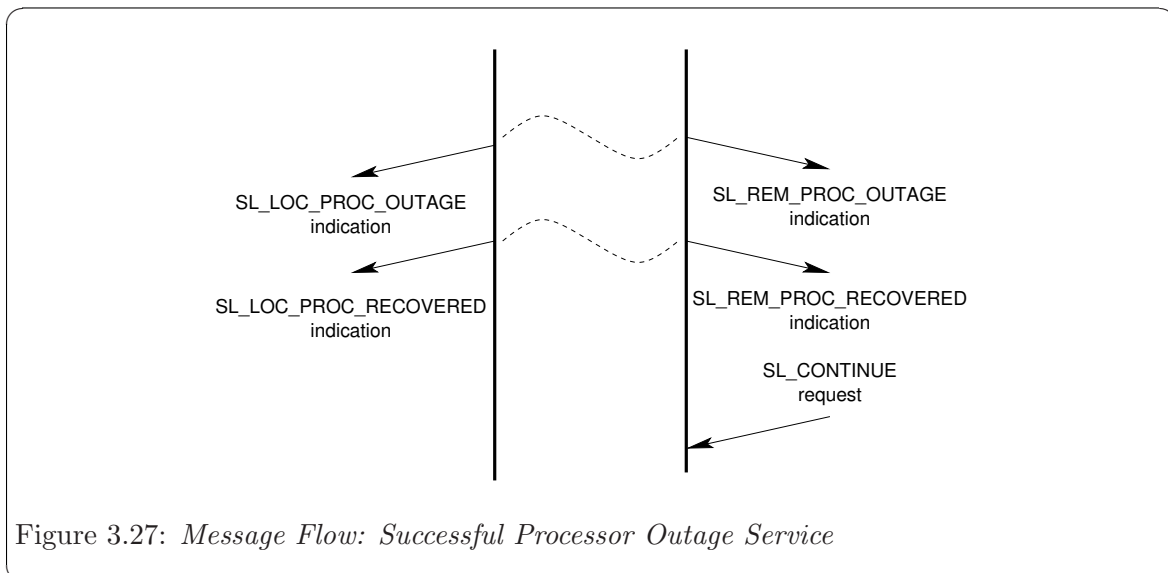 SL_LOC_PROC_OUTAGE
indication
SL_REM_PROC_OUTAGE
indication
SL_LOC_PROC_RECOVERED
indication
SL_REM_PROC_RECOVERED
indication
SL_CONTINUE
request
Figure 3.27: Message Flow: Successful Processor Outage Service